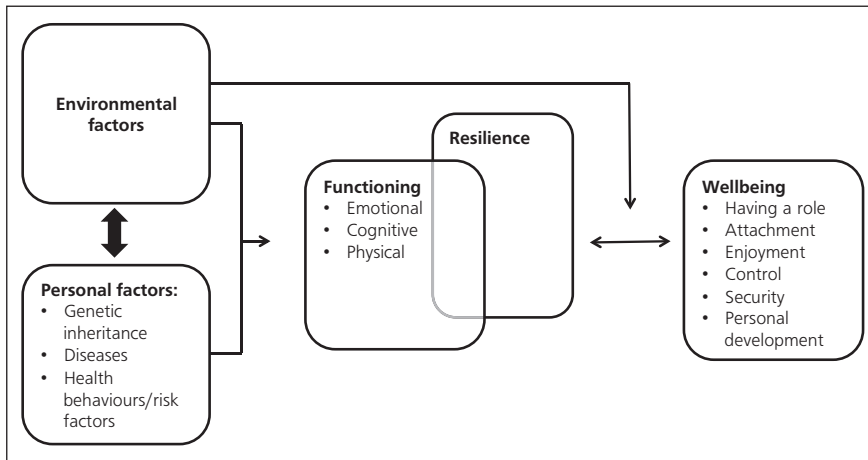 Environmental
factors
Personal factors:
• Genetic
inheritance
• Diseases
• Health
behaviours/risk
factors
Functioning
• Emotional
• Cognitive
• Physical
Resilience
Wellbeing
• Having a role
• Attachment
• Enjoyment
• Control
• Security
• Personal
development